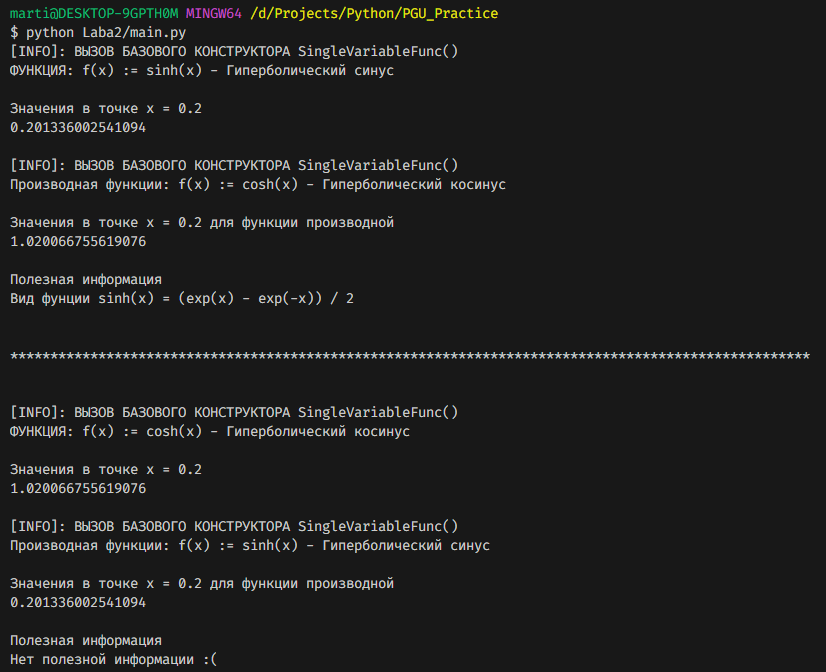 marti@DESKTOP-9GPTH0M MINGW64 /d/Projects/Python/PGU_Practice
$ python Laba2/main.py
[INFO]: ВЫЗОВ БАЗОВОГО КОНСТРУКТОРА SingleVariableFunc()
ФУНКЦИЯ: f(x) := sinh(x) - Гиперболический синус
Значения в точке x = 0.2
0.201336002541094
[INFO]: ВЫЗОВ БАЗОВОГО КОНСТРУКТОРА SingleVariableFunc()
Производная функции: f(x) := cosh(x) - Гиперболический косинус
Значения в точке x = 0.2 для функции производной
1.020066755619076
Полезная информация
Вид фунции sinh(x) = (exp(x) - exp(-x)) / 2
****************************************************************************************************
[INFO]: ВЫЗОВ БАЗОВОГО КОНСТРУКТОРА SingleVariableFunc()
ФУНКЦИЯ: f(x) := cosh(x) - Гиперболический косинус
Значения в точке x = 0.2
1.020066755619076
[INFO]: ВЫЗОВ БАЗОВОГО КОНСТРУКТОРА SingleVariableFunc()
Производная функции: f(x) := sinh(x) - Гиперболический синус
Значения в точке x = 0.2 для функции производной
0.201336002541094
Полезная информация
Нет полезной информации :(